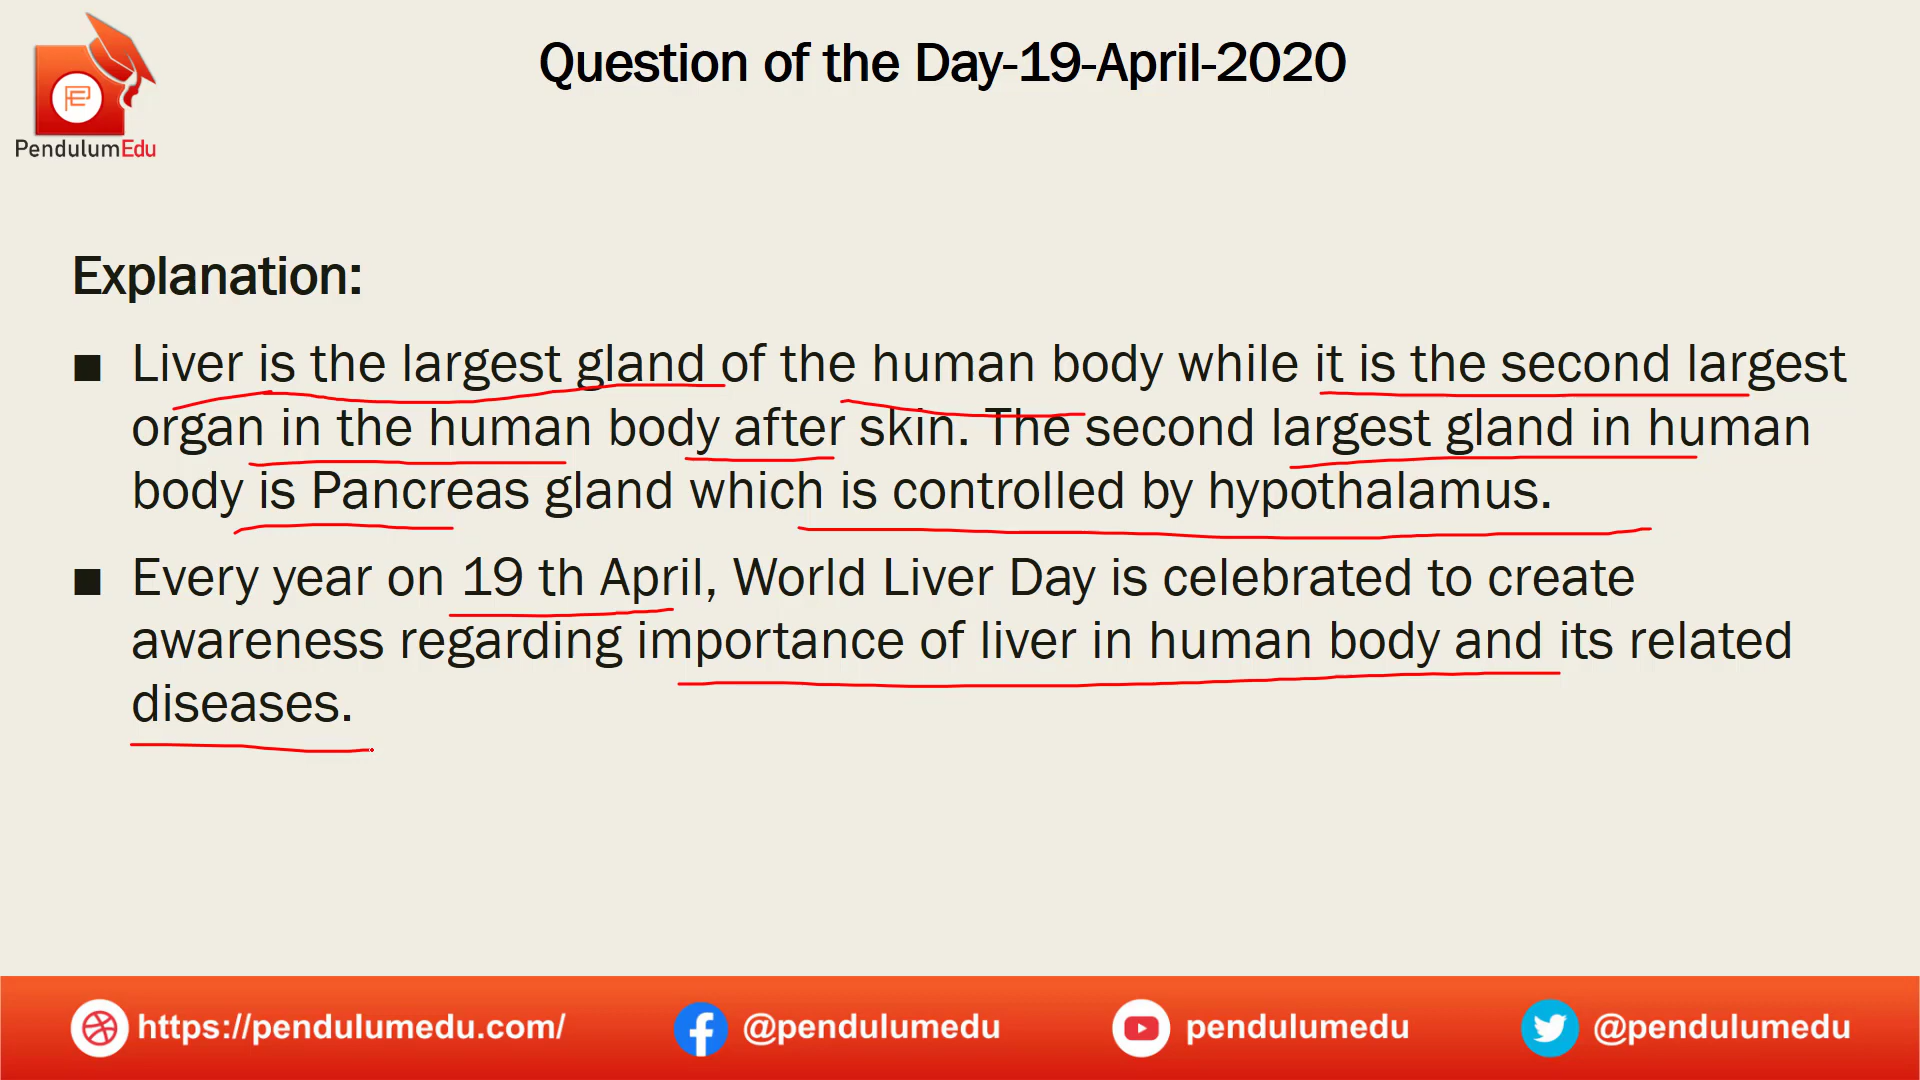 Question of the Day-19-April-2020
PendulumEdu
Explanation:
■ Liver is the largest gland of the human body while it is the second largest
organ in the human body after skin. The second largest gland in human
body is Pancreas gland which is controlled by hypothalamus.
■ Every year on 19 th April, World Liver Day is celebrated to create
awareness regarding importance of liver in human body and its related
diseases.
https://pendulumedu.com/ @pendulumedu pendulumedu @pendulumedu